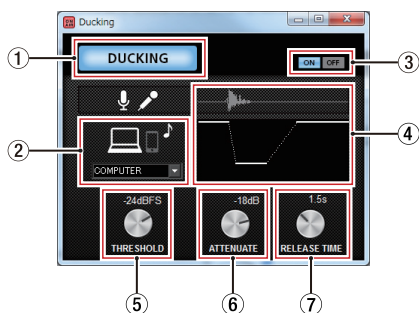 Ducking
① DUCKING
ON OFF ③
② COMPUTER
④
-24dBFS -18dB 1.5s
THRESHOLD ATTENUATE RELEASE TIME
⑤ ⑥ ⑦